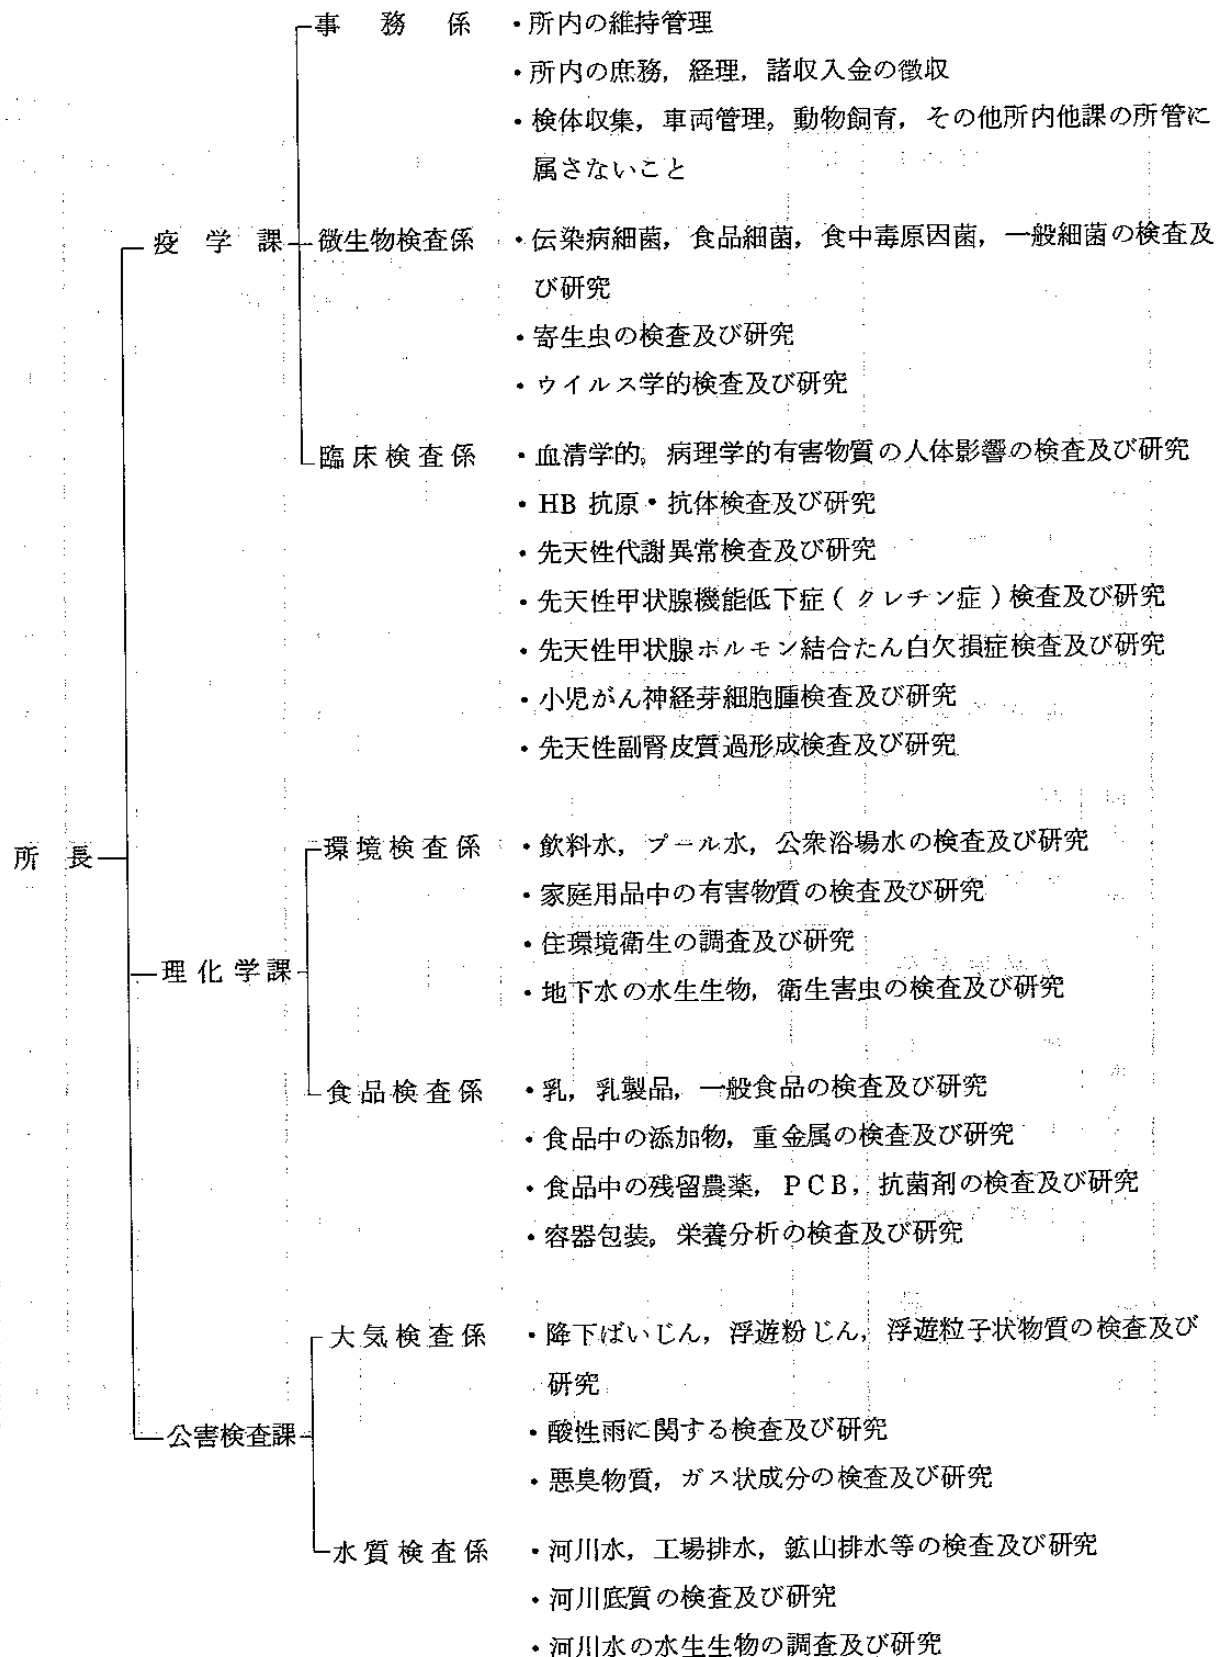 事務係 ・所内の維持管理
・所内の庶務，経理，諸収入金の徴収
・検体収集，車両管理，動物飼育，その他所内他課の所管に
属さないこと
疫学課 微生物検査係 ・伝染病細菌，食品細菌，食中毒原因菌，一般細菌の検査及
び研究
・寄生虫の検査及び研究
・ウイルス学的検査及び研究
臨床検査係 ・血清学的，病理学的有害物質の人体影響の検査及び研究
・HB 抗原・抗体検査及び研究
・先天性代謝異常検査及び研究
・先天性甲状腺機能低下症（クレチン症）検査及び研究
・先天性甲状腺ホルモン結合たん白欠損症検査及び研究
・小児がん神経芽細胞腫検査及び研究
・先天性副腎皮質過形成検査及び研究
所長 環境検査係 ・飲料水，プール水，公衆浴場水の検査及び研究
・家庭用品中の有害物質の検査及び研究
・住環境衛生の調査及び研究
理化学課
・地下水の水生生物，衛生害虫の検査及び研究
食品検査係 ・乳，乳製品，一般食品の検査及び研究
・食品中の添加物，重金属の検査及び研究
・食品中の残留農薬，PCB，抗菌剤の検査及び研究
・容器包装，栄養分析の検査及び研究
大気検査係 ・降下ばいじん，浮遊粉じん，浮遊粒子状物質の検査及び
研究
公害検査課 ・酸性雨に関する検査及び研究
・悪臭物質，ガス状成分の検査及び研究
水質検査係 ・河川水，工場排水，鉱山排水等の検査及び研究
・河川底質の検査及び研究
・河川水の水生生物の調査及び研究